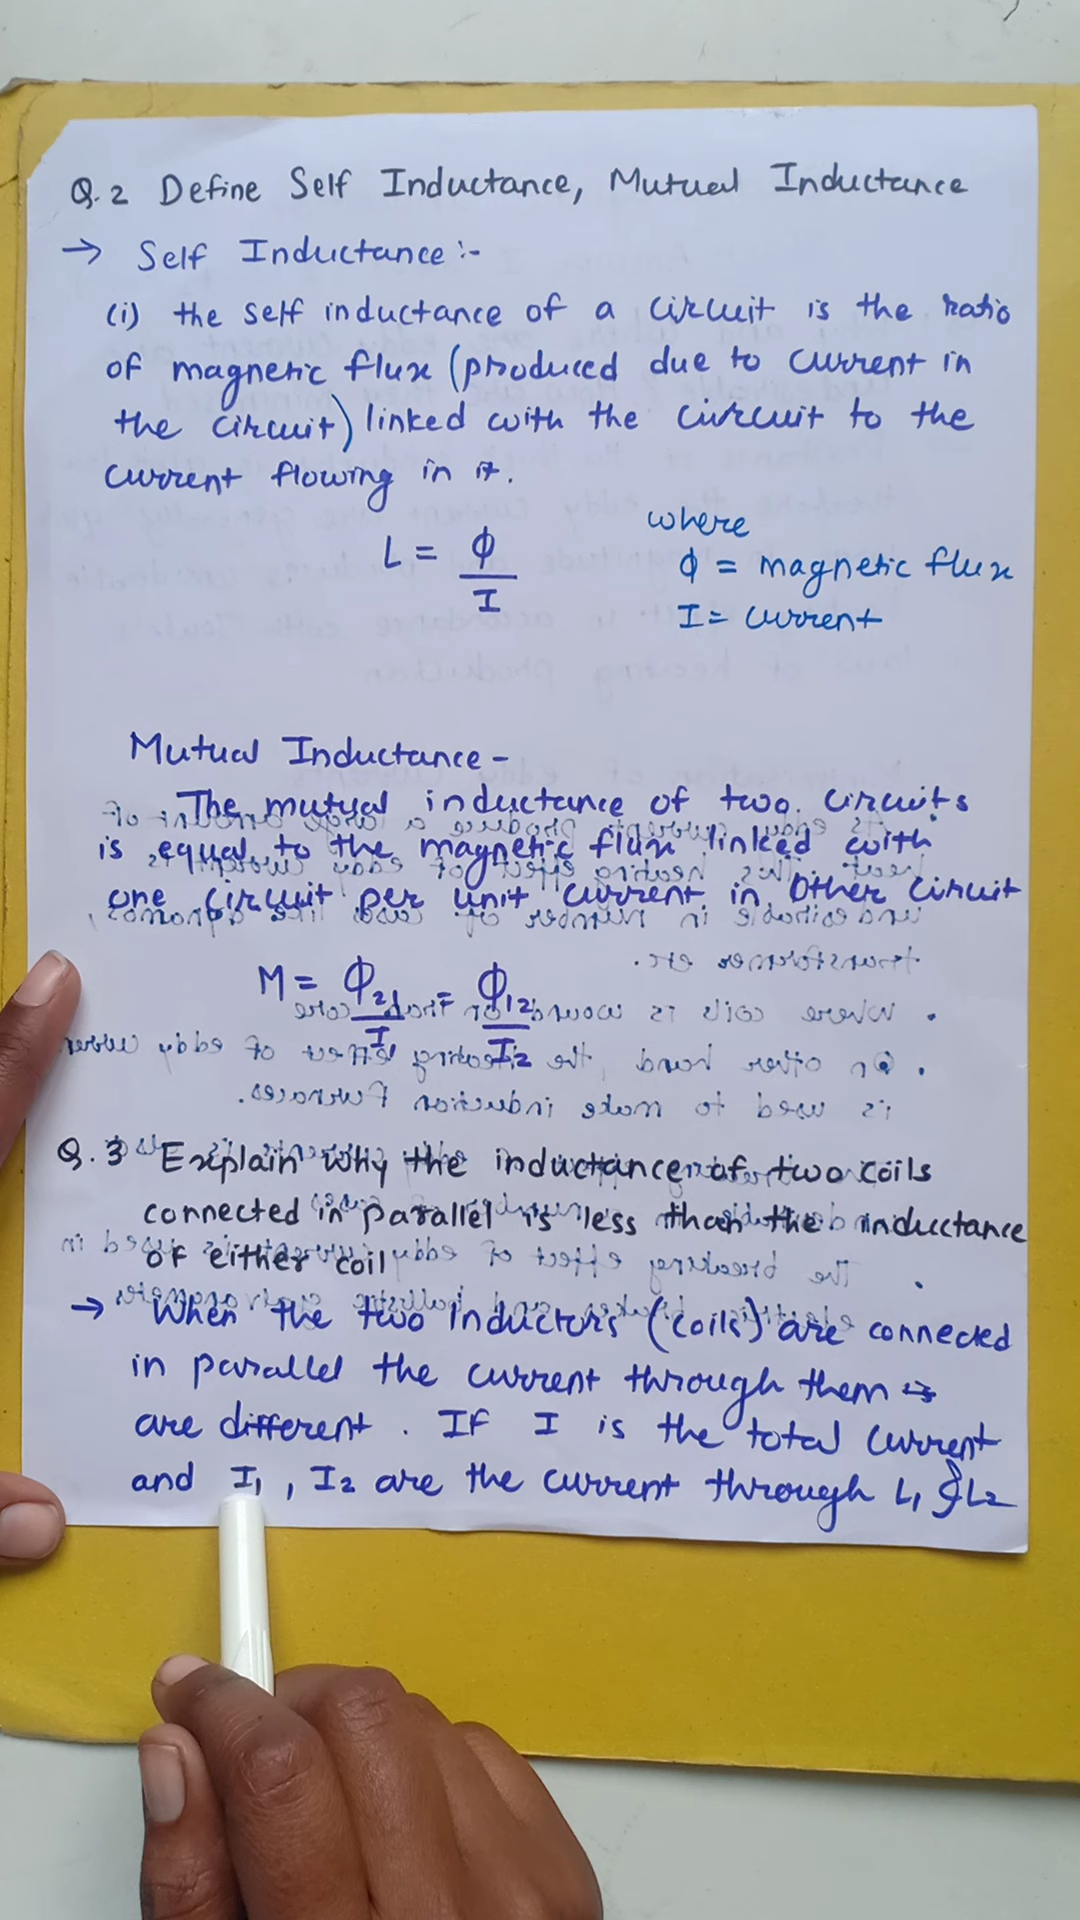 Q.2 Define Self Inductance, Mutual Inductance
→ Self Inductance :-
(i) the self inductance of a circuit is the ratio
of magnetic flux (produced due to current in
the circuit) linked with the circuit to the
current flowing in it.
L = Φ/I
where
Φ = magnetic flux
I = current
Mutual Inductance -
The mutual inductance of two circuits
is equal to the magnetic flux linked with
one circuit per unit current in other circuit
M = Φ21/I1 = Φ12/I2
Q.3 Explain why the inductance of two coils
connected in parallel is less than the inductance
of either coil
→ When the two inductors (coils) are connected
in parallel the current through them
are different. If I is the total current
and I1, I2 are the current through L1 & L2